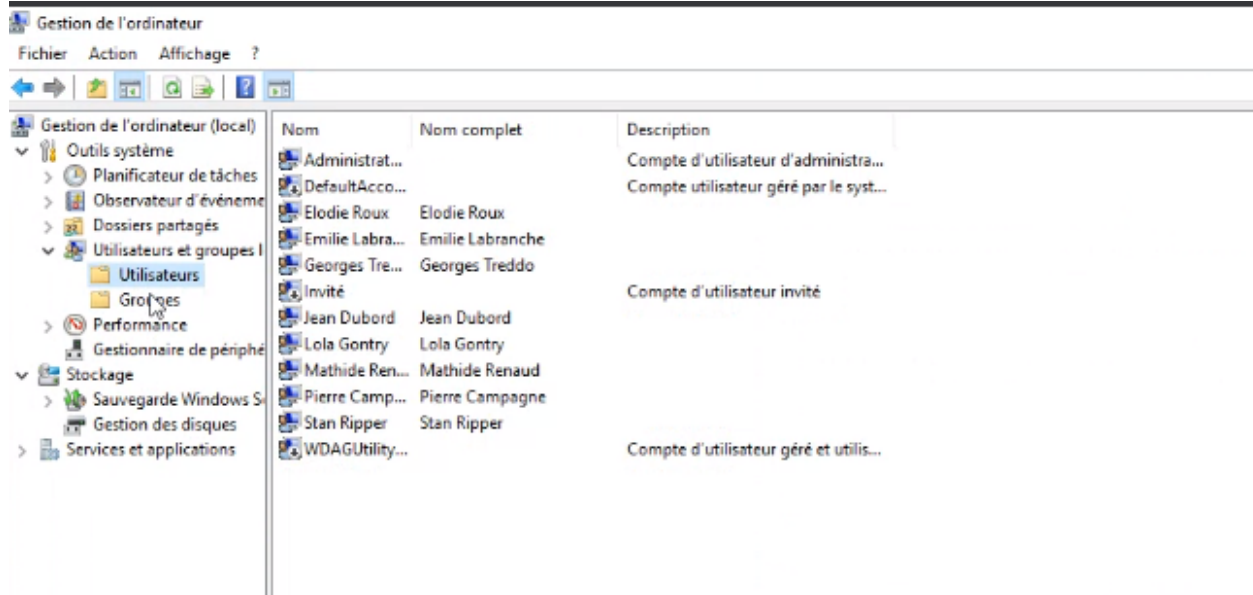 Gestion de l'ordinateur
Fichier Action Affichage ?
Gestion de l'ordinateur (local)
Outils système
Planificateur de tâches
Observateur d'événeme
Dossiers partagés
Utilisateurs et groupes l
Utilisateurs
Groupes
Performance
Gestionnaire de périphé
Stockage
Sauvegarde Windows S
Gestion des disques
Services et applications
Nom Nom complet Description
Administrat... Compte d'utilisateur d'administra...
DefaultAcco... Compte utilisateur géré par le syst...
Elodie Roux Elodie Roux
Emilie Labra... Emilie Labranche
Georges Tre... Georges Treddo
Invité Compte d'utilisateur invité
Jean Dubord Jean Dubord
Lola Gontry Lola Gontry
Mathide Ren... Mathide Renaud
Pierre Camp... Pierre Campagne
Stan Ripper Stan Ripper
WDAGUtility... Compte d'utilisateur géré et utilis...